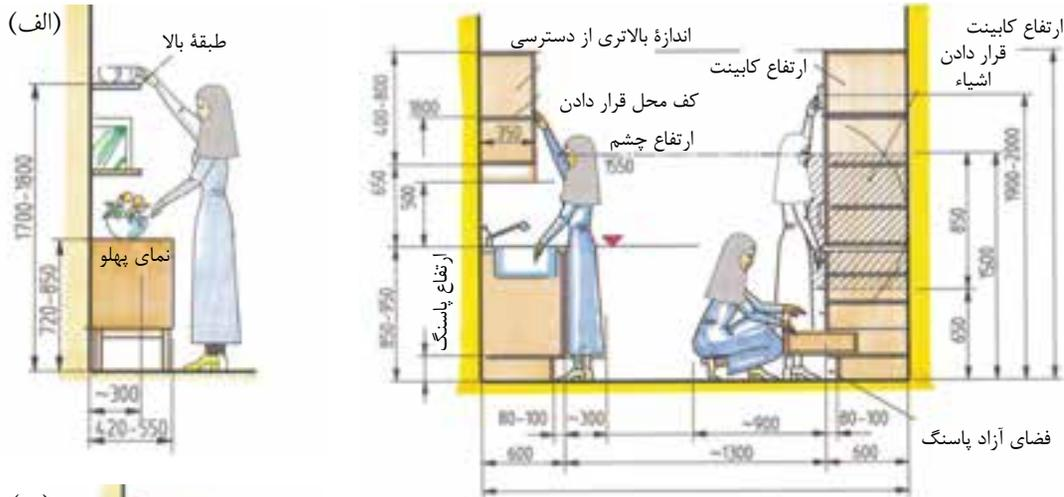 (الف)
طبقهٔ بالا
1700-1800
نمای پهلو
720-850
~300
420-550
اندازهٔ بالاتری از دسترسی
ارتفاع کابینت
ارتفاع کابینت
قرار دادن
اشیاء
کف محل قرار دادن
ارتفاع چشم
400-800
1800
350
1550
650
500
ارتفاع پاسنگ
850-950
1900-2000
850
1500
650
80-100
~300
~900
80-100
600
~1300
600
فضای آزاد پاسنگ